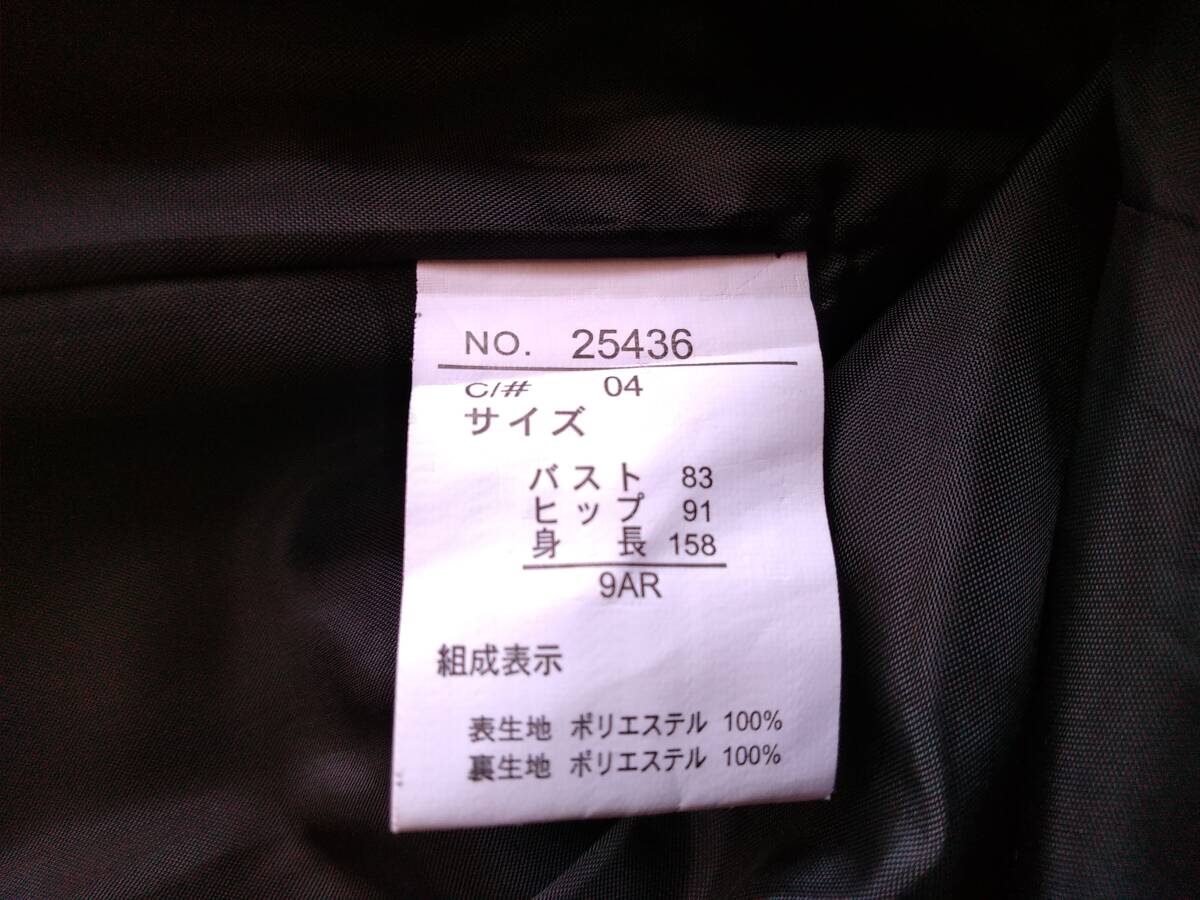 NO. 25436
C/# 04
サイズ
バスト 83
ヒップ 91
身長 158
9AR
組成表示
表生地 ポリエステル 100%
裏生地 ポリエステル 100%